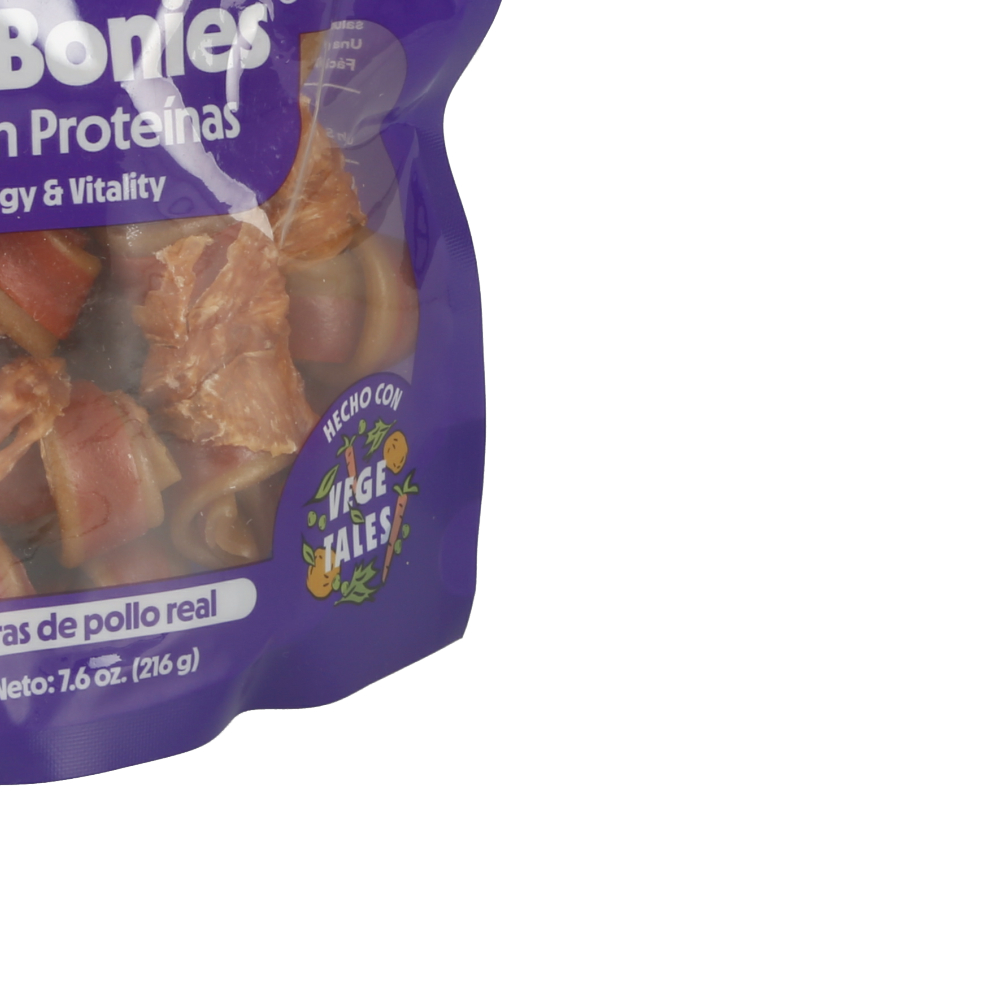 Bonies
n Proteínas
gy & Vitality
HECHO CON
VEGE
TALES
ras de pollo real
Neto: 7.6 oz. (216 g)